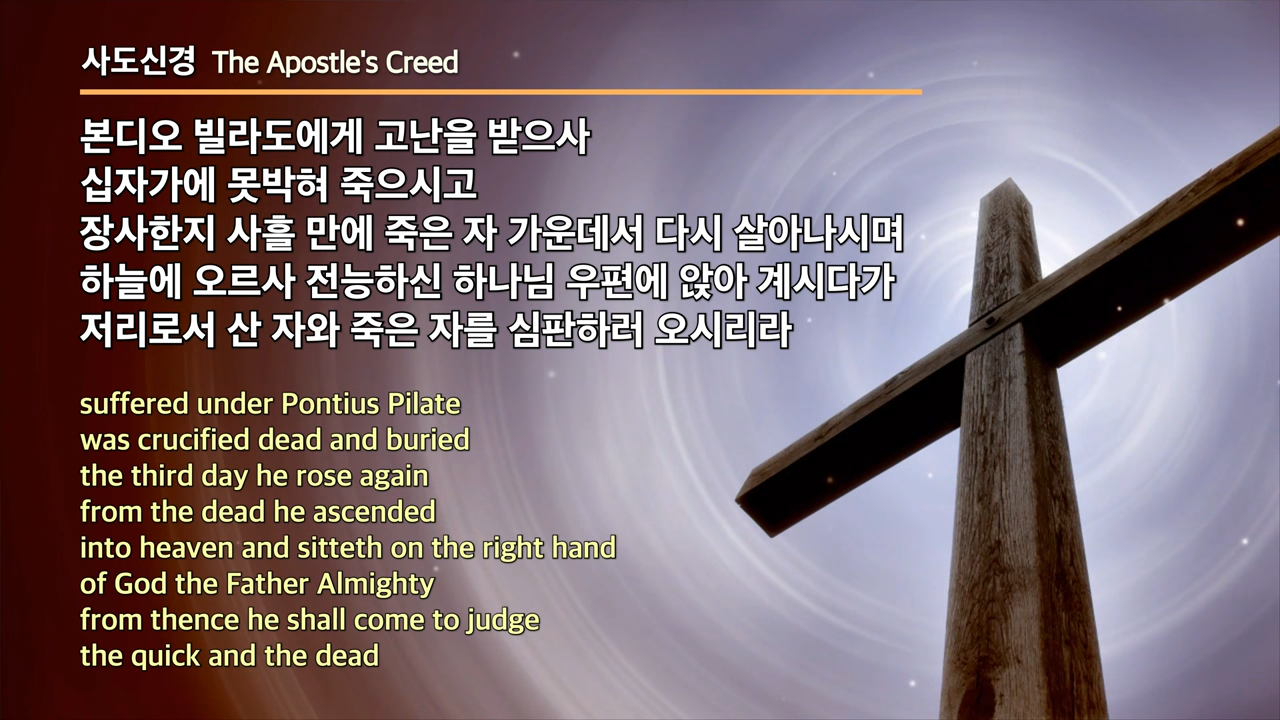 사도신경 The Apostle's Creed
본디오 빌라도에게 고난을 받으사
십자가에 못박혀 죽으시고
장사한지 사흘 만에 죽은 자 가운데서 다시 살아나시며
하늘에 오르사 전능하신 하나님 우편에 앉아 계시다가
저리로서 산 자와 죽은 자를 심판하러 오시리라
suffered under Pontius Pilate
was crucified dead and buried
the third day he rose again
from the dead he ascended
into heaven and sitteth on the right hand
of God the Father Almighty
from thence he shall come to judge
the quick and the dead